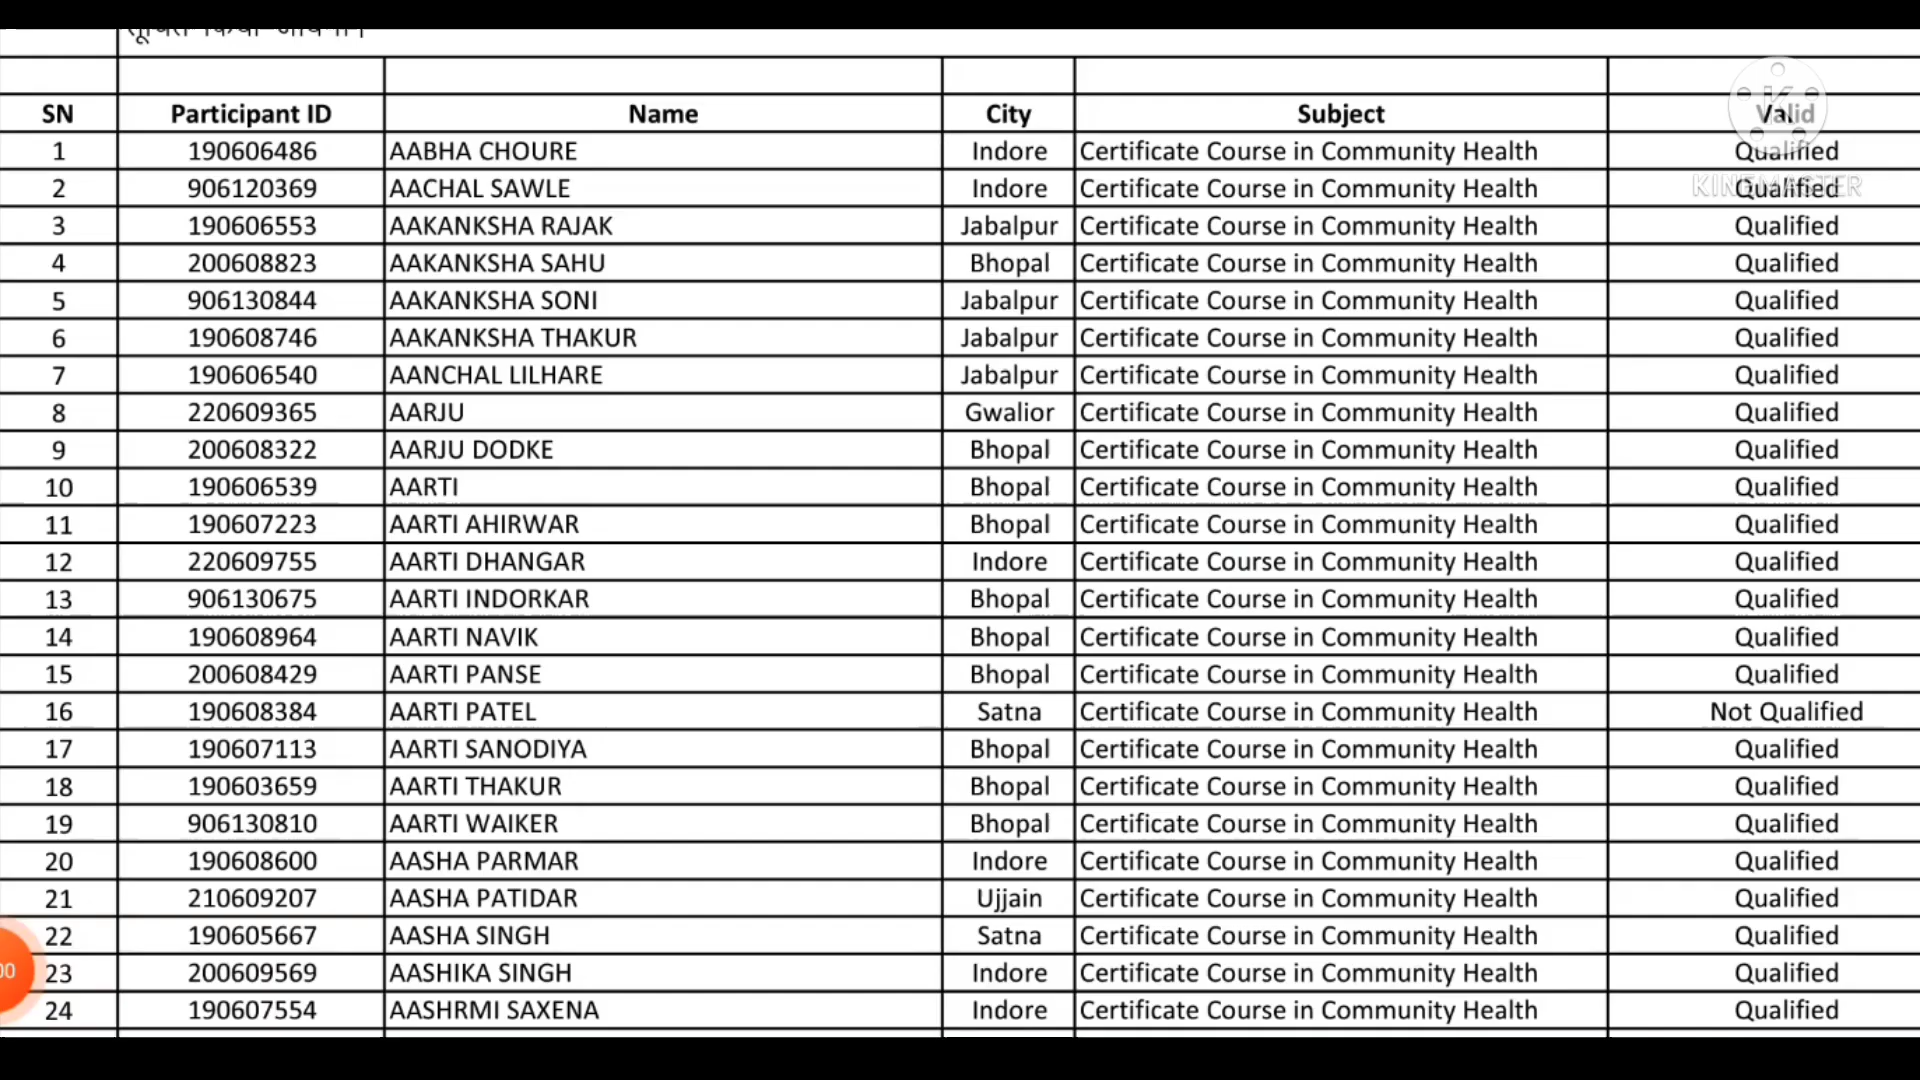 SN Participant ID Name City Subject Valid
1 190606486 AABHA CHOURE Indore Certificate Course in Community Health Qualified
2 906120369 AACHAL SAWLE Indore Certificate Course in Community Health Qualified
KINEMASTER
3 190606553 AAKANKSHA RAJAK Jabalpur Certificate Course in Community Health Qualified
4 200608823 AAKANKSHA SAHU Bhopal Certificate Course in Community Health Qualified
5 906130844 AAKANKSHA SONI Jabalpur Certificate Course in Community Health Qualified
6 190608746 AAKANKSHA THAKUR Jabalpur Certificate Course in Community Health Qualified
7 190606540 AANCHAL LILHARE Jabalpur Certificate Course in Community Health Qualified
8 220609365 AARJU Gwalior Certificate Course in Community Health Qualified
9 200608322 AARJU DODKE Bhopal Certificate Course in Community Health Qualified
10 190606539 AARTI Bhopal Certificate Course in Community Health Qualified
11 190607223 AARTI AHIRWAR Bhopal Certificate Course in Community Health Qualified
12 220609755 AARTI DHANGAR Indore Certificate Course in Community Health Qualified
13 906130675 AARTI INDORKAR Bhopal Certificate Course in Community Health Qualified
14 190608964 AARTI NAVIK Bhopal Certificate Course in Community Health Qualified
15 200608429 AARTI PANSE Bhopal Certificate Course in Community Health Qualified
16 190608384 AARTI PATEL Satna Certificate Course in Community Health Not Qualified
17 190607113 AARTI SANODIYA Bhopal Certificate Course in Community Health Qualified
18 190603659 AARTI THAKUR Bhopal Certificate Course in Community Health Qualified
19 906130810 AARTI WAIKER Bhopal Certificate Course in Community Health Qualified
20 190608600 AASHA PARMAR Indore Certificate Course in Community Health Qualified
21 210609207 AASHA PATIDAR Ujjain Certificate Course in Community Health Qualified
22 190605667 AASHA SINGH Satna Certificate Course in Community Health Qualified
00
23 200609569 AASHIKA SINGH Indore Certificate Course in Community Health Qualified
24 190607554 AASHRMI SAXENA Indore Certificate Course in Community Health Qualified